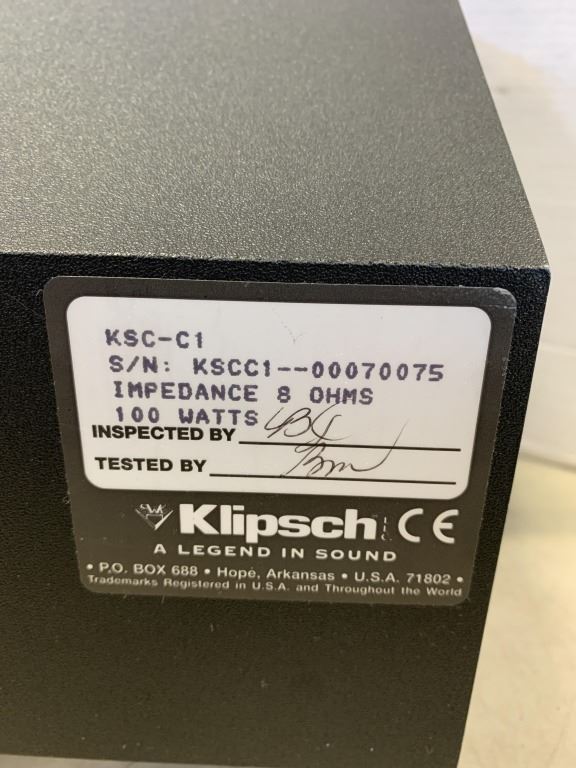 KSC-C1
S/N: KSCC1--00070075
IMPEDANCE 8 OHMS
100 WATTS
INSPECTED BY
TESTED BY
Klipsch LLC. CE
A LEGEND IN SOUND
• P.O. BOX 688 • Hope, Arkansas • U.S.A. 71802 •
Trademarks Registered in U.S.A. and Throughout the World